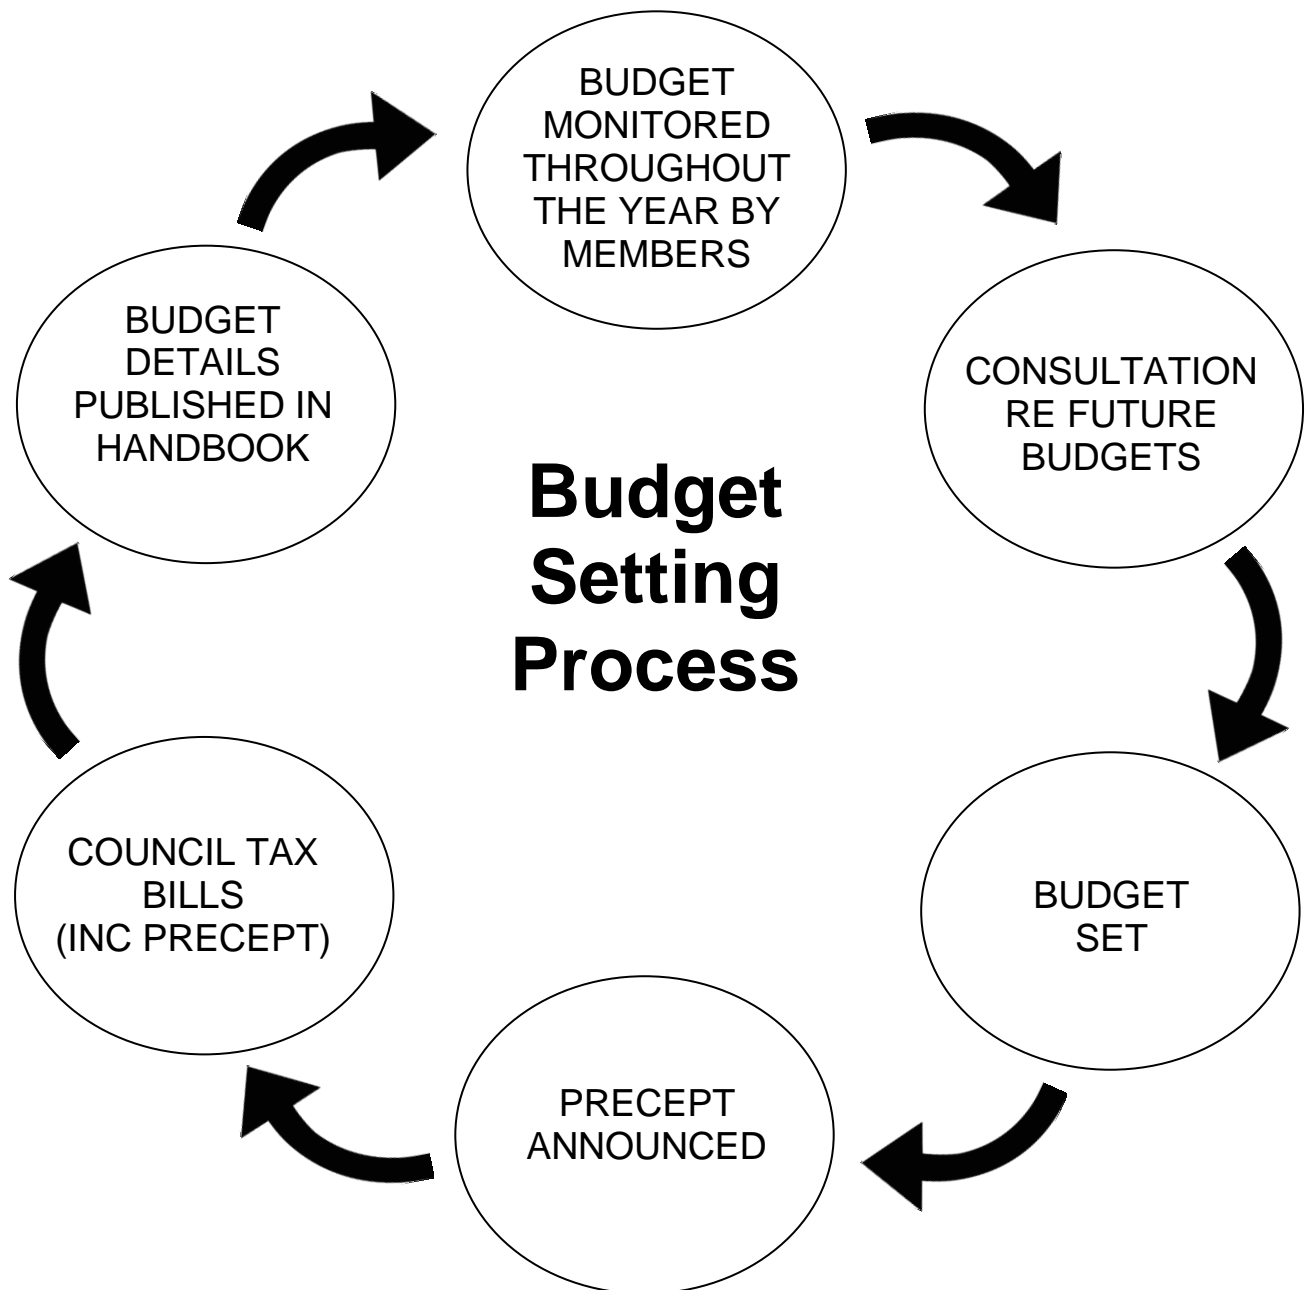 BUDGET
MONITORED
THROUGHOUT
THE YEAR BY
MEMBERS
CONSULTATION
RE FUTURE
BUDGETS
BUDGET
SET
PRECEPT
ANNOUNCED
COUNCIL TAX
BILLS
(INC PRECEPT)
BUDGET
DETAILS
PUBLISHED IN
HANDBOOK
Budget
Setting
Process